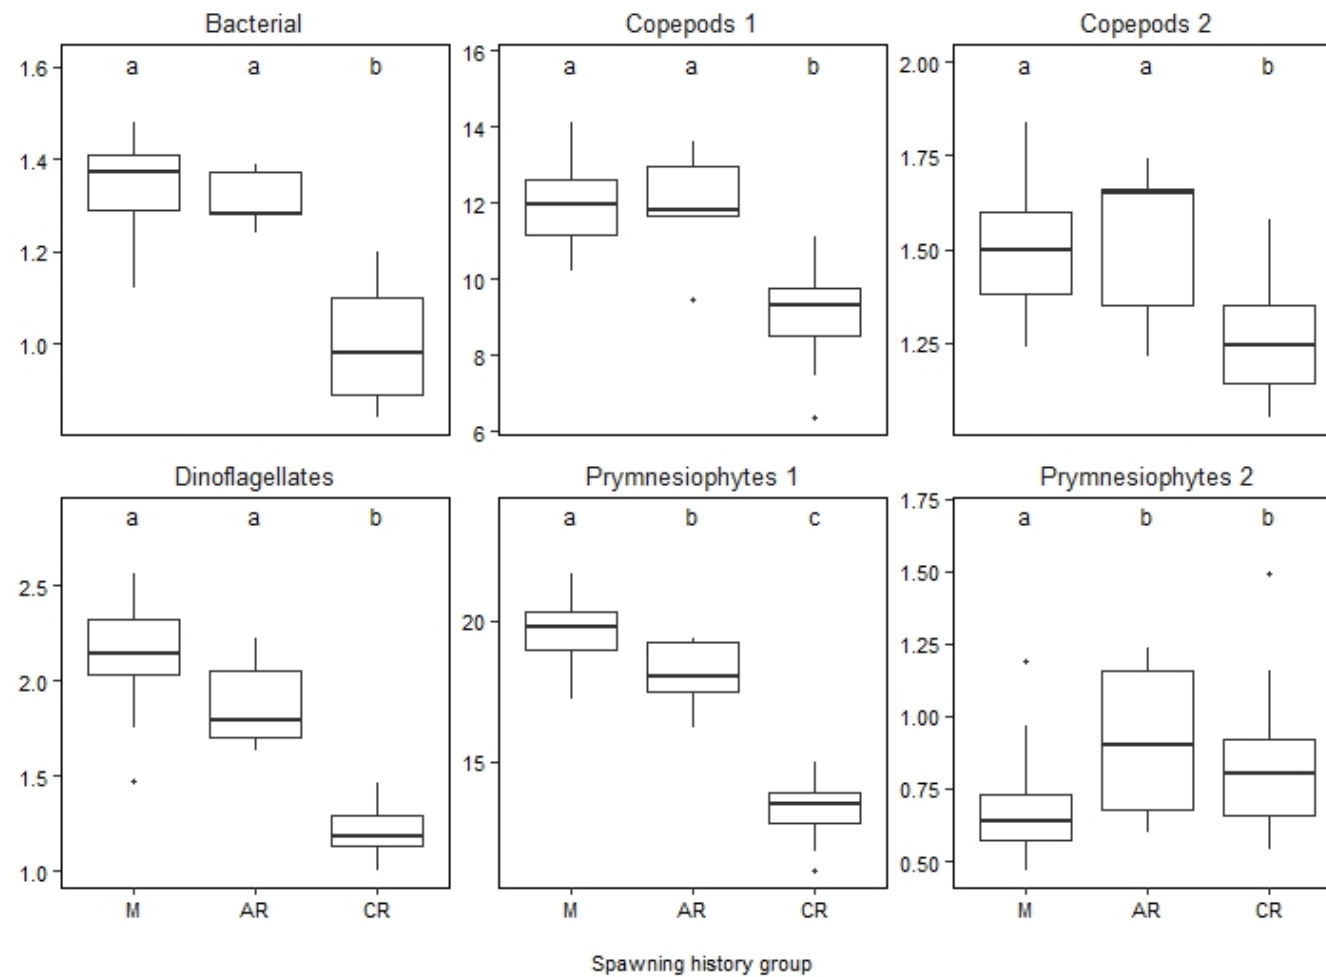 Bacterial Copepods 1 Copepods 2
1.6 a a b 16 a a b 2.00 a a b
14
1.4 1.75
12
1.2 10 1.50
1.0 8 1.25
6
Dinoflagellates Prymnesiophytes 1 Prymnesiophytes 2
a a b a b c 1.75 a b b
2.5 1.50
20 1.25
2.0 1.00
1.5 15 0.75
1.0 0.50
M AR CR M AR CR M AR CR
Spawning history group